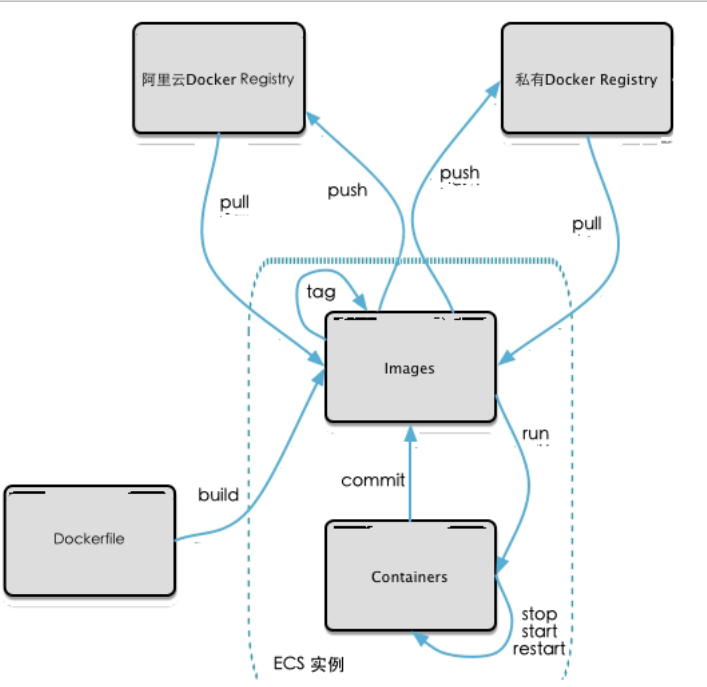 阿里云Docker Registry
私有Docker Registry
pull
push
push
pull
tag
Images
run
build
commit
Dockerfile
Containers
stop
start
restart
ECS 实例